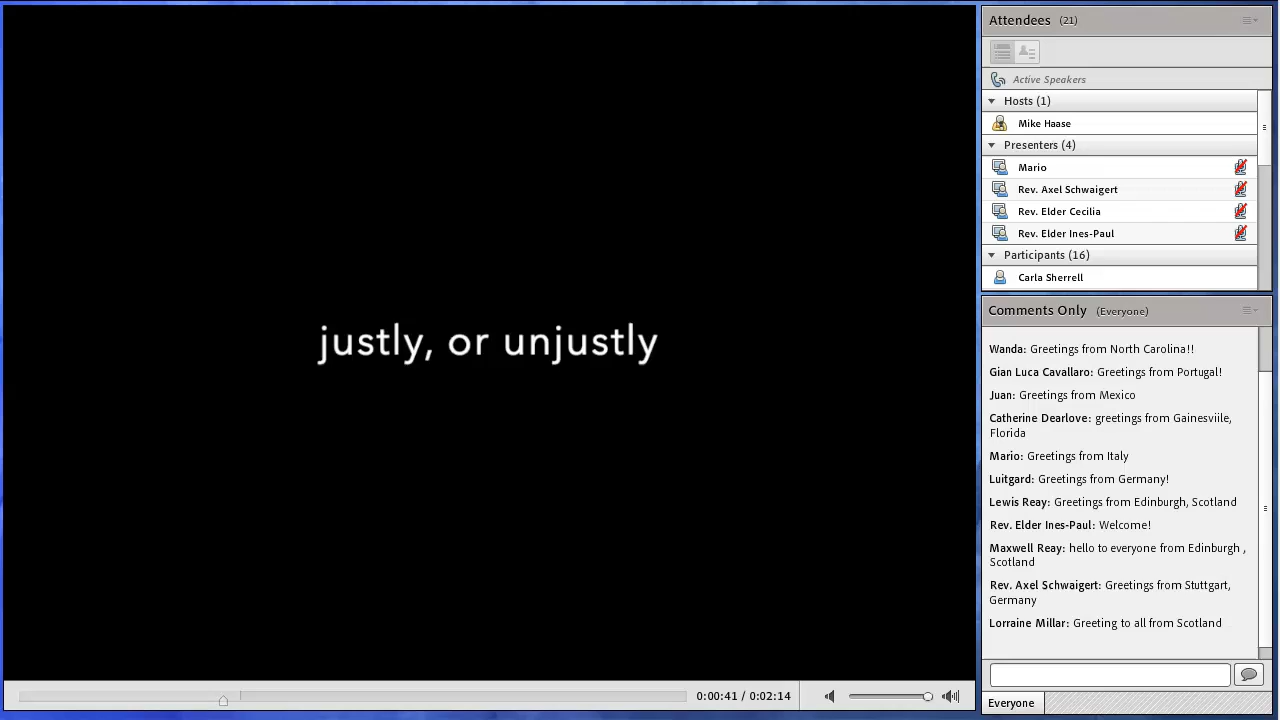 justly, or unjustly
0:00:41 / 0:02:14
Attendees (21)
Active Speakers
Hosts (1)
Mike Haase
Presenters (4)
Mario
Rev. Axel Schwaigert
Rev. Elder Cecilia
Rev. Elder Ines-Paul
Participants (16)
Carla Sherrell
Comments Only (Everyone)
Wanda: Greetings from North Carolina!!
Gian Luca Cavallaro: Greetings from Portugal!
Juan: Greetings from Mexico
Catherine Dearlove: greetings from Gainesviile,
Florida
Mario: Greetings from Italy
Luitgard: Greetings from Germany!
Lewis Reay: Greetings from Edinburgh, Scotland
Rev. Elder Ines-Paul: Welcome!
Maxwell Reay: hello to everyone from Edinburgh ,
Scotland
Rev. Axel Schwaigert: Greetings from Stuttgart,
Germany
Lorraine Millar: Greeting to all from Scotland
Everyone